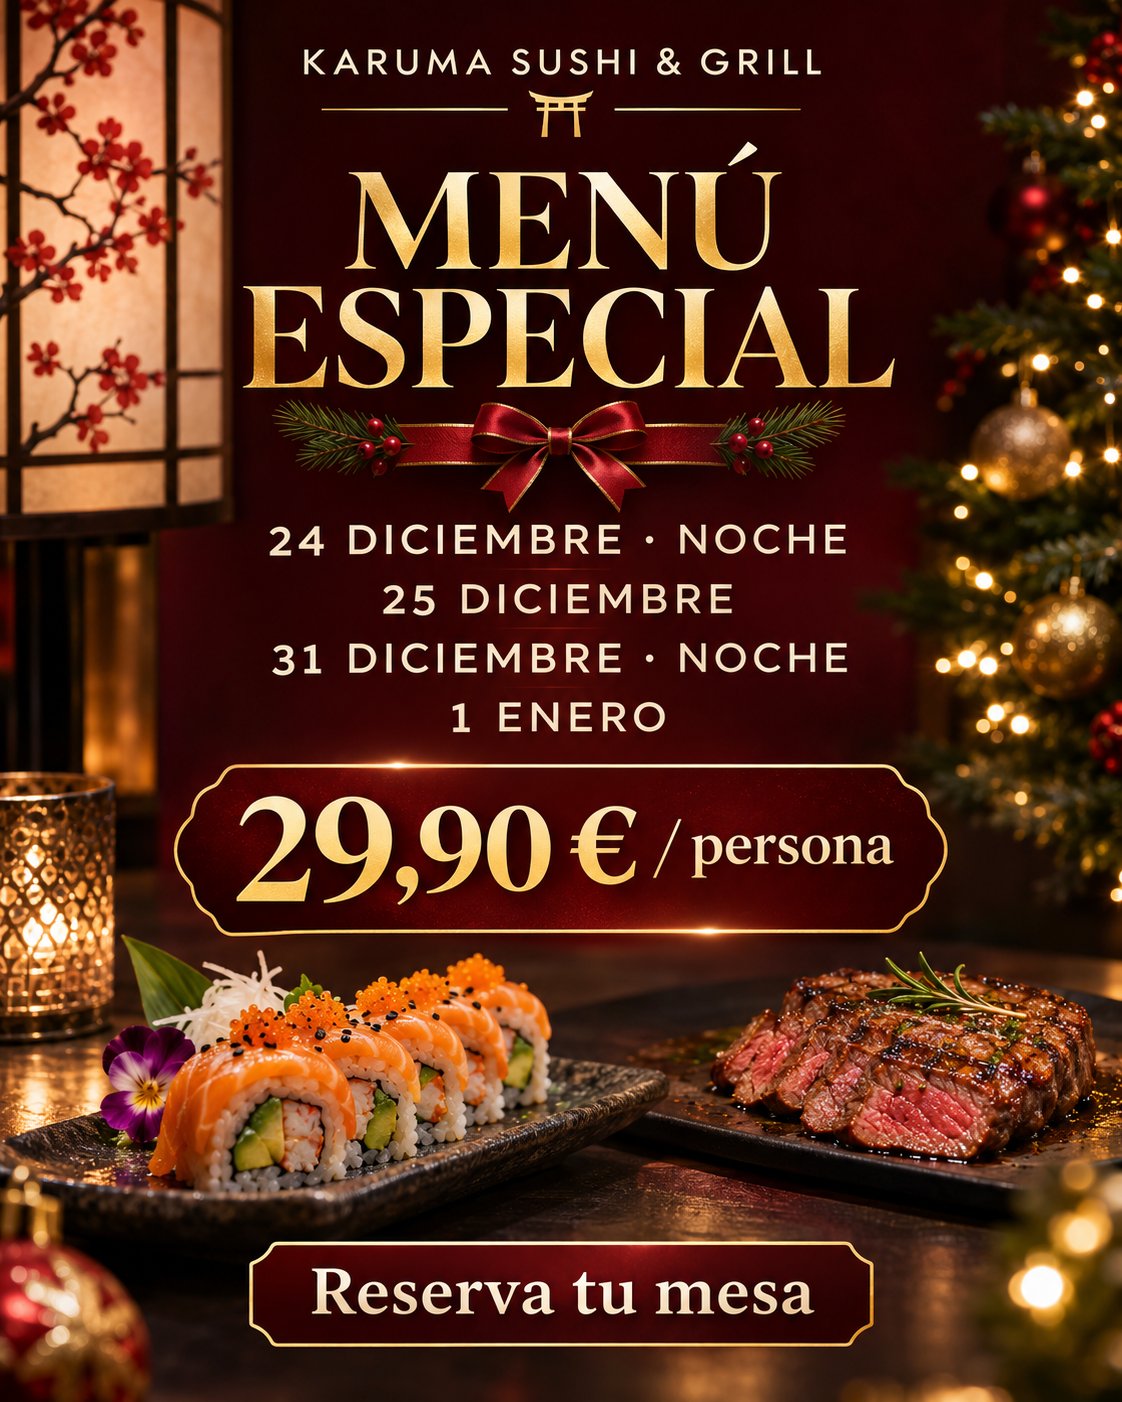 KARUMA SUSHI & GRILL
MENÚ
ESPECIAL
24 DICIEMBRE · NOCHE
25 DICIEMBRE
31 DICIEMBRE · NOCHE
1 ENERO
29,90 € / persona
Reserva tu mesa